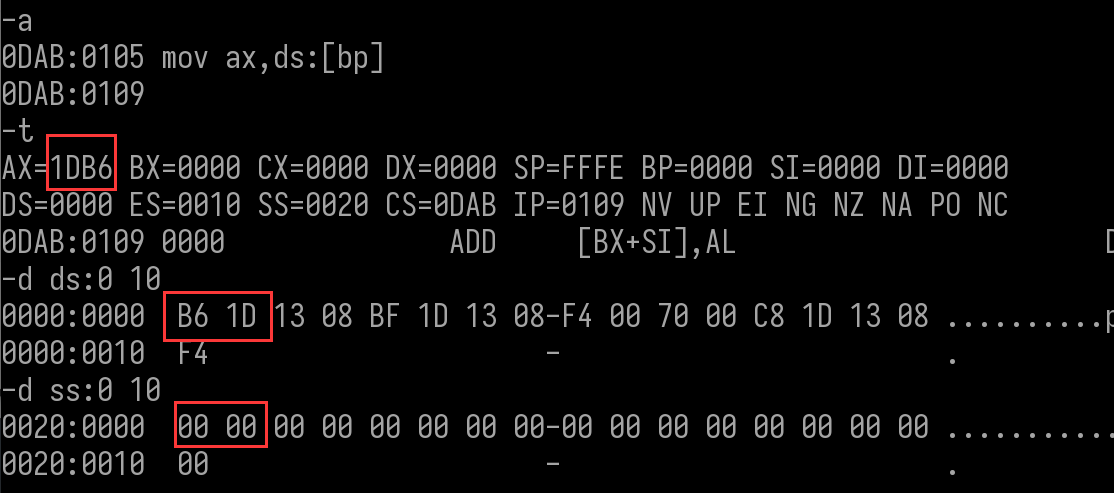 -a
0DAB:0105 mov ax,ds:[bp]
0DAB:0109
-t
AX=1DB6 BX=0000 CX=0000 DX=0000 SP=FFFE BP=0000 SI=0000 DI=0000
DS=0000 ES=0010 SS=0020 CS=0DAB IP=0109 NV UP EI NG NZ NA PO NC
0DAB:0109 0000 ADD [BX+SI],AL D
-d ds:0 10
0000:0000 B6 1D 13 08 BF 1D 13 08-F4 00 70 00 C8 1D 13 08 ..........p
0000:0010 F4 - .
-d ss:0 10
0020:0000 00 00 00 00 00 00 00 00-00 00 00 00 00 00 00 00 ...........
0020:0010 00 - .